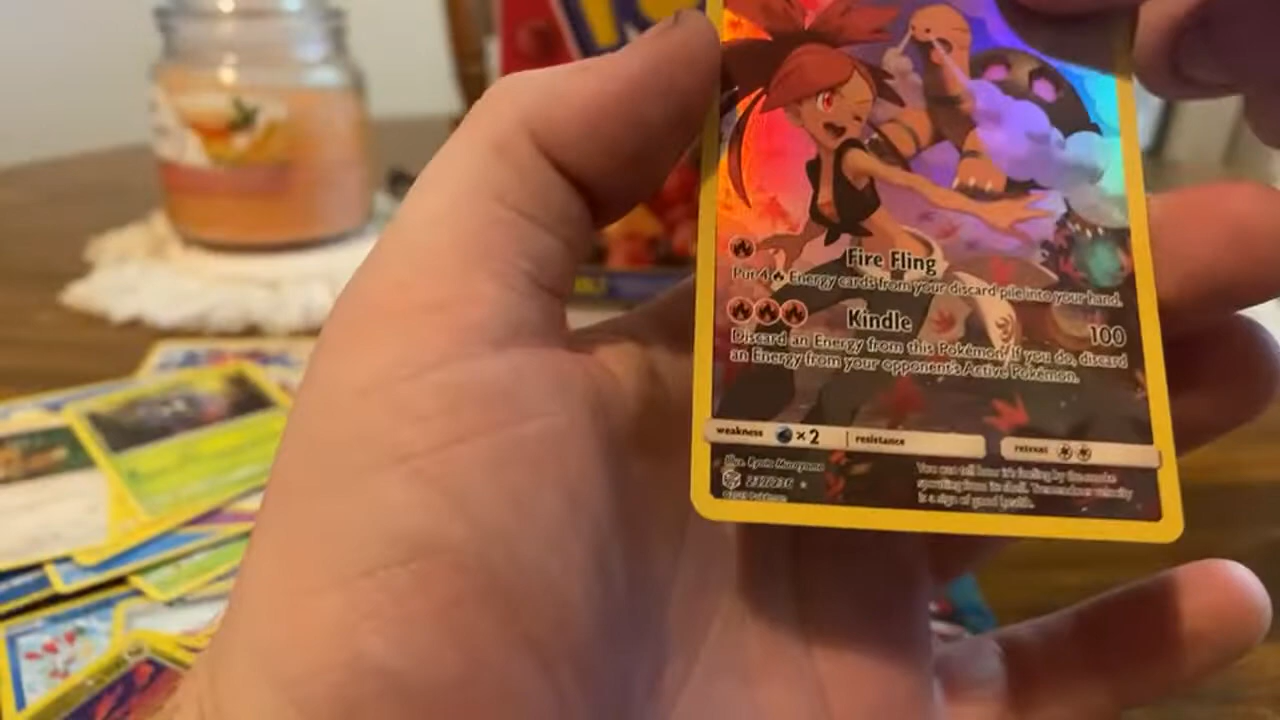 Fire Fling
Put 4 Energy cards from your discard pile into your hand.
Kindle 100
Discard an Energy from this Pokémon. If you do, discard
an Energy from your opponent's Active Pokémon.
weakness ×2 resistance retreat
Illus. Ryota Murayama
You can tell how it's feeling by the smoke
spouting from its shell. Tremendous velocity
is a sign of good health.